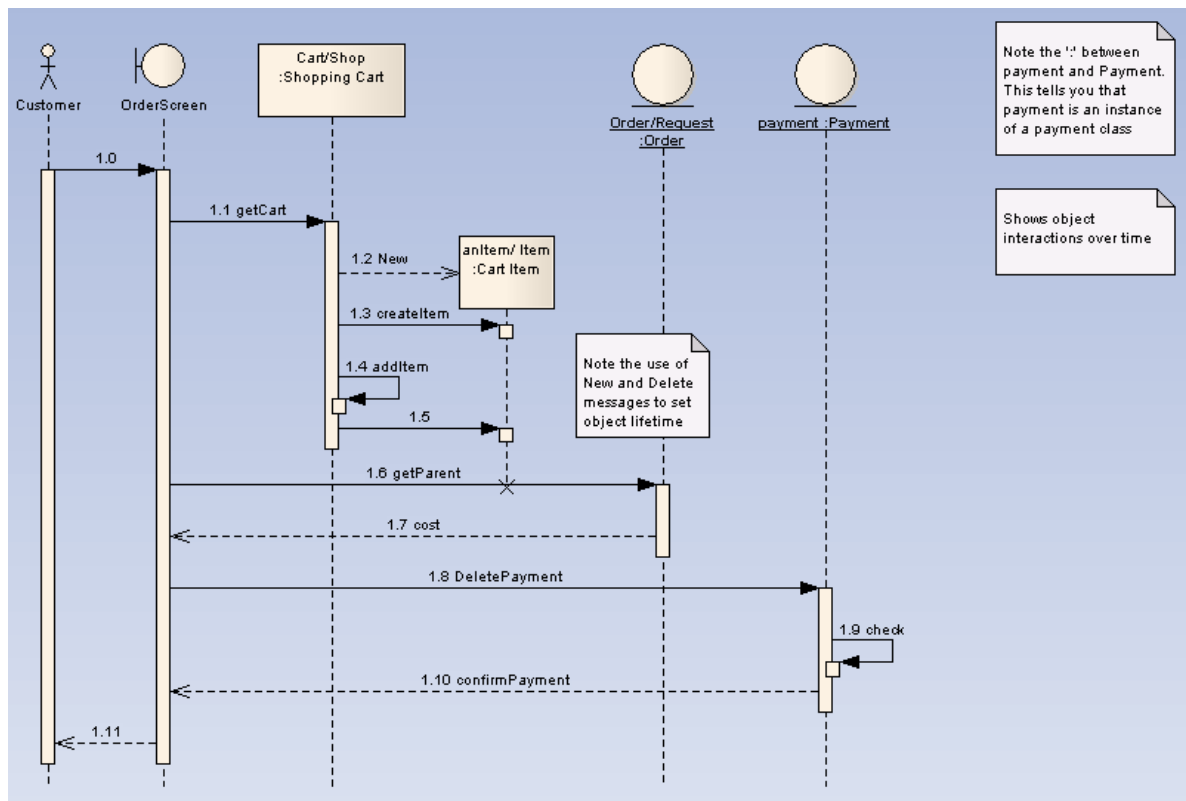 Customer
OrderScreen
Cart/Shop
:Shopping Cart
Order/Request
:Order
payment :Payment
Note the ':' between
payment and Payment.
This tells you that
payment is an instance
of a payment class
1.0
1.1 getCart
Shows object
interactions over time
anItem/ Item
:Cart Item
1.2 New
1.3 createItem
Note the use of
New and Delete
messages to set
object lifetime
1.4 addItem
1.5
1.6 getParent
1.7 cost
1.8 DeletePayment
1.9 check
1.10 confirmPayment
1.11